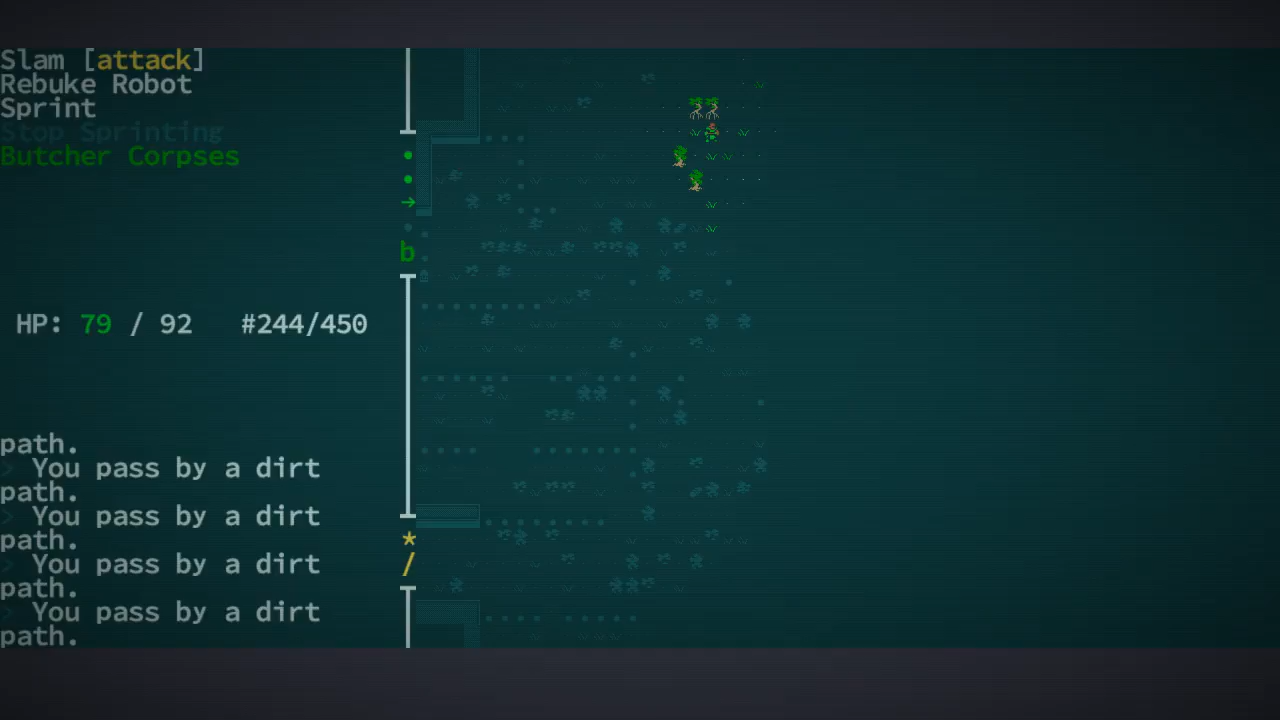 Slam [attack]
Rebuke Robot
Sprint
Stop Sprinting
Butcher Corpses
b
HP: 79 / 92 #244/450
path.
> You pass by a dirt
path.
> You pass by a dirt
path.
> You pass by a dirt
path.
> You pass by a dirt
path.
*
/